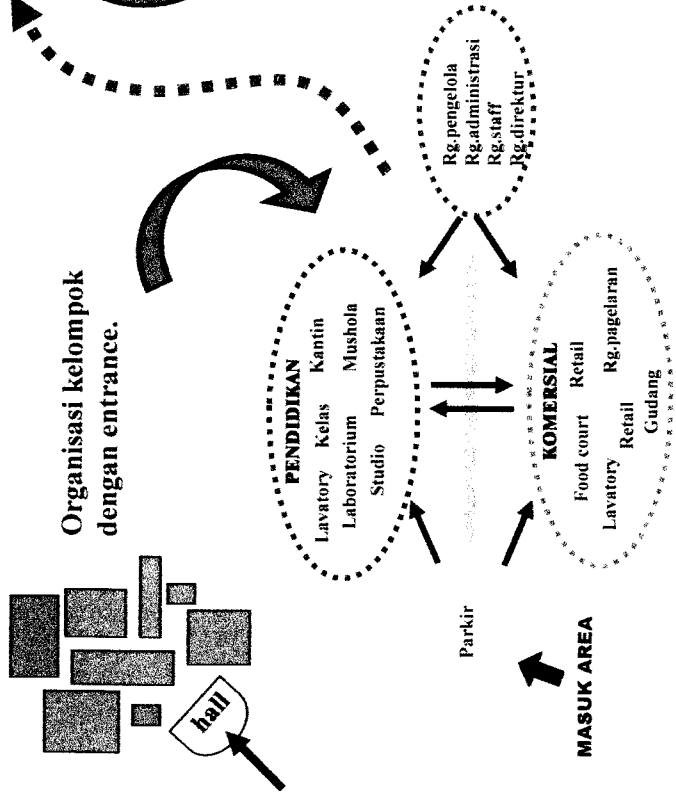 Organisasi kelompok
dengan entrance.
hall
PENDIDIKAN
Lavatory Kelas Kantin
Laboratorium Mushola
Studio Perpustakaan
Rg.pengelola
Rg.administrasi
Rg.staff
Rg.direktur
Parkir
MASUK AREA
KOMERSIAL
Food court Retail
Lavatory Rg.pagelaran
Retail
Gudang